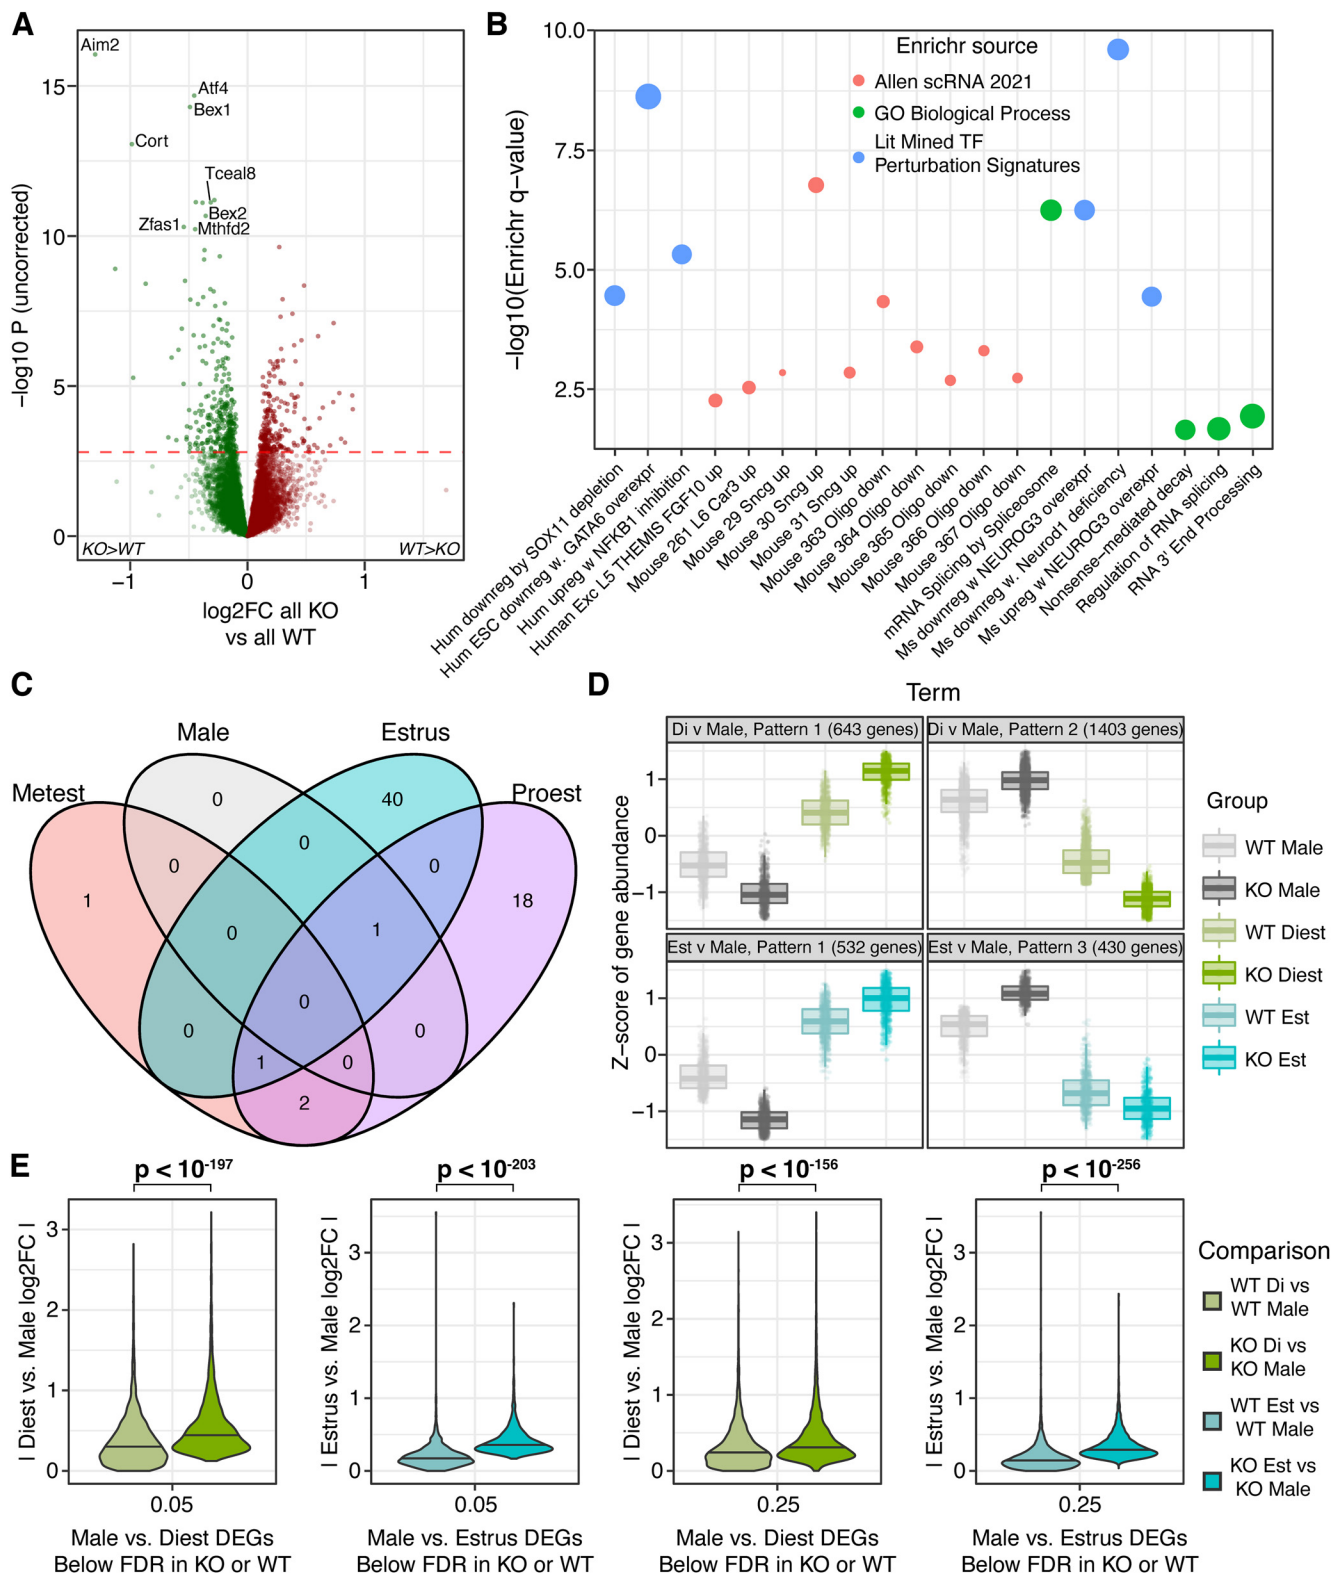 A
Aim2
Atf4
Bex1
Cort
Tceal8
Bex2
Zfas1
Mthfd2
−log10 P (uncorrected)
15
10
5
0
KO>WT
WT>KO
−1
0
1
log2FC all KO
vs all WT
B
−log10(Enrichr q−value)
10.0
7.5
5.0
2.5
Enrichr source
Allen scRNA 2021
GO Biological Process
Lit Mined TF
Perturbation Signatures
Hum downreg by SOX11 depletion
Hum ESC downreg w. GATA6 overexpr
Hum upreg w NFKB1 inhibition
Human Exc L5 THEMIS FGF10 up
Mouse 261 L6 Car3 up
Mouse 29 Sncg up
Mouse 30 Sncg up
Mouse 31 Sncg up
Mouse 363 Oligo down
Mouse 364 Oligo down
Mouse 365 Oligo down
Mouse 366 Oligo down
Mouse 367 Oligo down
mRNA Splicing by Spliceosome
Ms downreg w NEUROG3 overexpr
Ms downreg w. Neurod1 deficiency
Ms upreg w NEUROG3 overexpr
Nonsense−mediated decay
Regulation of RNA splicing
RNA 3' End Processing
Term
C
Male
Estrus
Metest
Proest
0
40
0
0
0
1
18
0
1
0
0
0
1
0
2
D
Z−score of gene abundance
Di v Male, Pattern 1 (643 genes)
Di v Male, Pattern 2 (1403 genes)
1
0
−1
Est v Male, Pattern 1 (532 genes)
Est v Male, Pattern 3 (430 genes)
1
0
−1
Group
WT Male
KO Male
WT Diest
KO Diest
WT Est
KO Est
E
p < 10-197
| Diest vs. Male log2FC |
3
2
1
0
0.05
Male vs. Diest DEGs
Below FDR in KO or WT
p < 10-203
| Estrus vs. Male log2FC |
3
2
1
0
0.05
Male vs. Estrus DEGs
Below FDR in KO or WT
p < 10-156
| Diest vs. Male log2FC |
3
2
1
0
0.25
Male vs. Diest DEGs
Below FDR in KO or WT
p < 10-256
| Estrus vs. Male log2FC |
3
2
1
0
0.25
Male vs. Estrus DEGs
Below FDR in KO or WT
Comparison
WT Di vs
WT Male
KO Di vs
KO Male
WT Est vs
WT Male
KO Est vs
KO Male